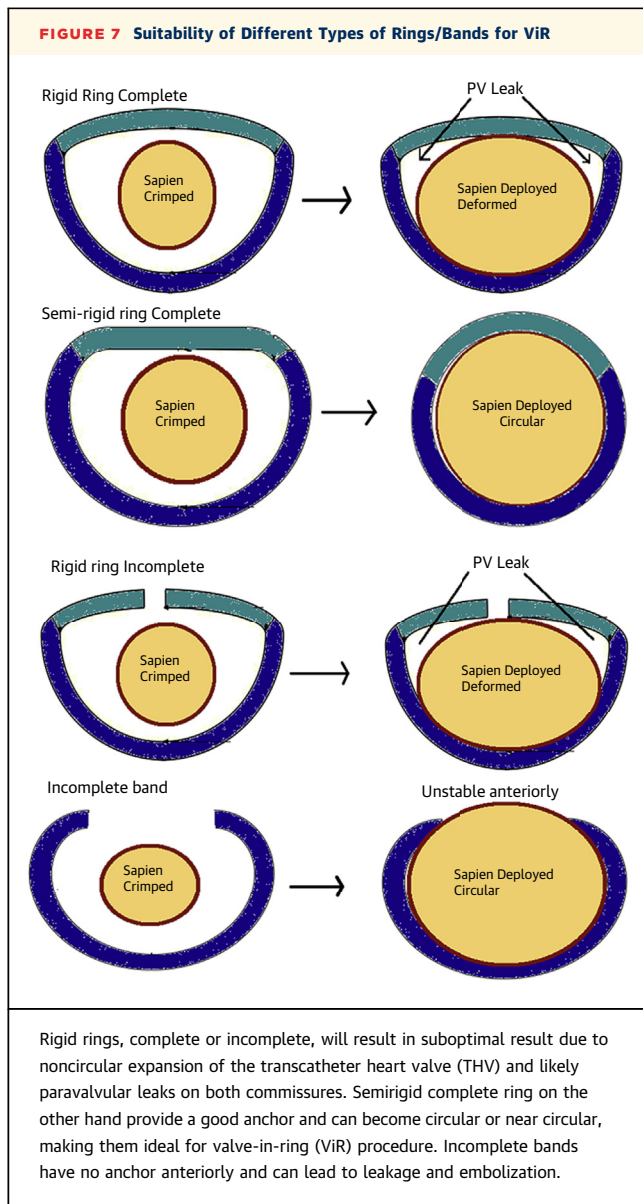 FIGURE 7 Suitability of Different Types of Rings/Bands for ViR
Rigid Ring Complete
PV Leak
Sapien
Crimped
Sapien Deployed
Deformed
Semi-rigid ring Complete
Sapien
Crimped
Sapien Deployed
Circular
Rigid ring Incomplete
PV Leak
Sapien
Crimped
Sapien Deployed
Deformed
Incomplete band
Unstable anteriorly
Sapien
Crimped
Sapien Deployed
Circular
Rigid rings, complete or incomplete, will result in suboptimal result due to
noncircular expansion of the transcatheter heart valve (THV) and likely
paravalvular leaks on both commissures. Semirigid complete ring on the
other hand provide a good anchor and can become circular or near circular,
making them ideal for valve-in-ring (ViR) procedure. Incomplete bands
have no anchor anteriorly and can lead to leakage and embolization.